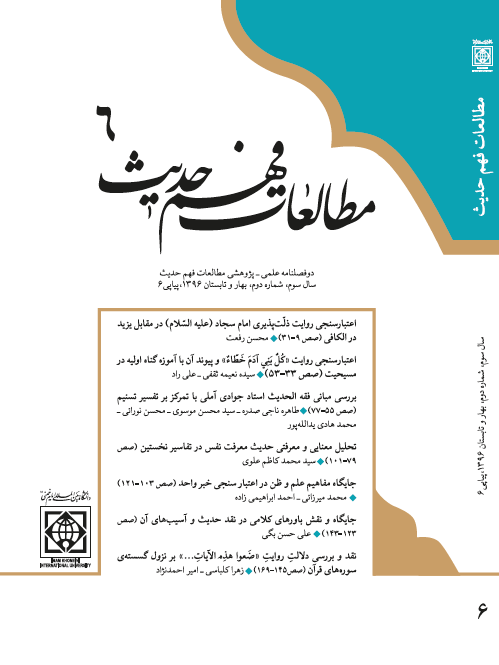 مطالعات فهم حدیث
۶
دوفصلنامه علمی ـ پژوهشی مطالعات فهم حدیث
سال سوم، شماره دوم، بهار و تابستان ۱۳۹۶، پیاپی۶
اعتبارسنجی روایت ذلّت‌پذیری امام سجاد (علیه السّلام) در مقابل یزید
در الکافی (صص ۹-۳۱) ◆ محسن رفعت
اعتبارسنجی روایت «كُلُّ بَنِي آدَمَ خَطَّاءٌ» و پیوند آن با آموزه گناه اولیه در
مسیحیت (صص ۳۳-۵۳) ◆ سیده نعیمه ثقفی ـ علی راد
بررسی مبانی فقه الحدیث استاد جوادی آملی با تمرکز بر تفسیر تسنیم
(صص ۵۵-۷۷) ◆ طاهره ناجی صدره ـ سید محسن موسوی ـ محسن نورائی ـ
محمد هادی یدالله‌پور
تحلیل معنایی و معرفتی حدیث معرفت نفس در تفاسیر نخستین (صص
۷۹-۱۰۱) ◆ سید محمد کاظم علوی
جایگاه مفاهیم علم و ظن در اعتبار سنجی خبر واحد (صص ۱۰۳-۱۲۱)
◆ محمد میرزائی ـ احمد ابراهیمی زاده
جایگاه و نقش باورهای کلامی در نقد حدیث و آسیب‌های آن (صص
۱۲۳-۱۴۳) ◆ علی حسن بگی
نقد و بررسی دلالتِ روایتِ «ضَعوا هذِهِ الآیاتِ...» بر نزول گسسته‌ی
سوره‌های قرآن (صص۱۴۵-۱۶۹) ◆ زهرا کلباسی ـ امیر احمدنژاد
IMAM KHOMEINI
INTERNATIONAL UNIVERSITY
مطالعات فهم حدیث
سال سوم، شماره دوم، بهار و تابستان ۱۳۹۶، پیاپی ۶
۶